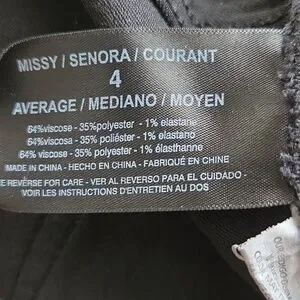 MISSY / SENORA / COURANT
4
AVERAGE / MEDIANO / MOYEN
64%viscose - 35%polyester - 1% elastane
64%viscosa - 35% poliéster - 1% elastano
64% viscose - 35% polyester - 1% élasthanne
MADE IN CHINA - HECHO EN CHINA - FABRIQUÉ EN CHINE
REVERSE FOR CARE - VER AL REVERSO PARA EL CUIDADO -
VOIR LES INSTRUCTIONS D'ENTRETIEN AU DOS